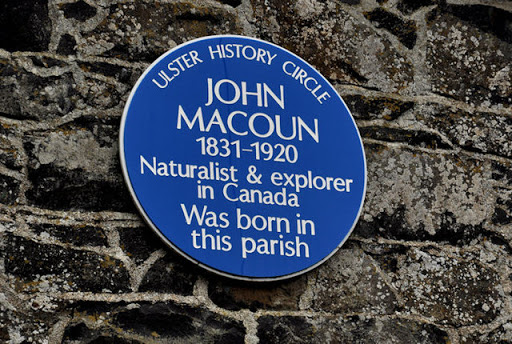 ULSTER HISTORY CIRCLE
JOHN
MACOUN
1831-1920
Naturalist & explorer
in Canada
Was born in
this parish